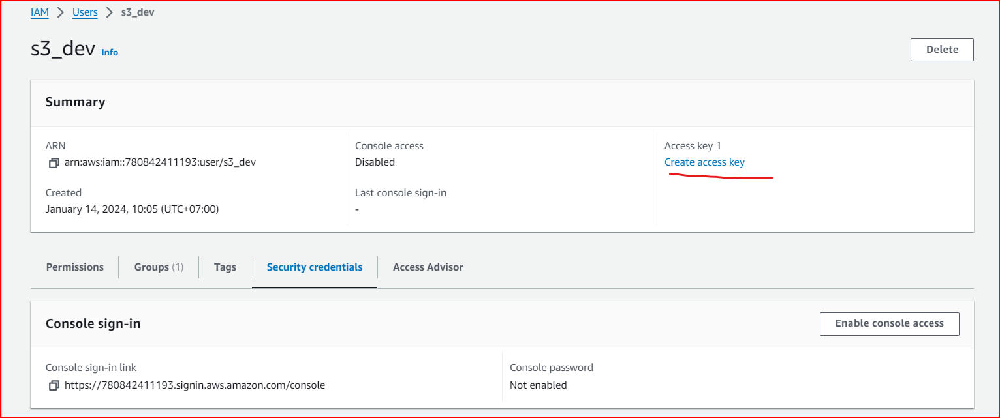 IAM > Users > s3_dev
s3_dev Info
Delete
Summary
ARN
arn:aws:iam::780842411193:user/s3_dev
Created
January 14, 2024, 10:05 (UTC+07:00)
Console access
Disabled
Last console sign-in
-
Access key 1
Create access key
Permissions Groups (1) Tags Security credentials Access Advisor
Console sign-in
Enable console access
Console sign-in link
https://780842411193.signin.aws.amazon.com/console
Console password
Not enabled